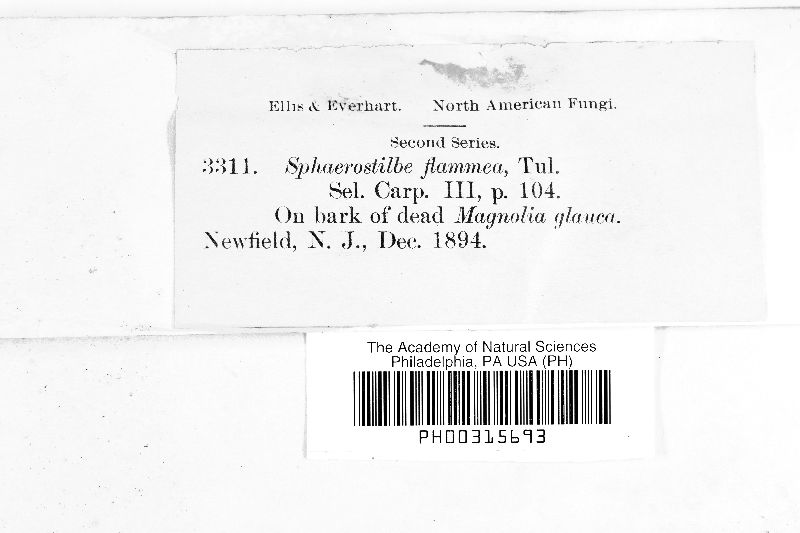 Ellis & Everhart. North American Fungi.
Second Series.
3311. Sphaerostilbe flammea, Tul.
Sel. Carp. III, p. 104.
On bark of dead Magnolia glauca.
Newfield, N. J., Dec. 1894.
The Academy of Natural Sciences
Philadelphia, PA USA (PH)
PH00315693